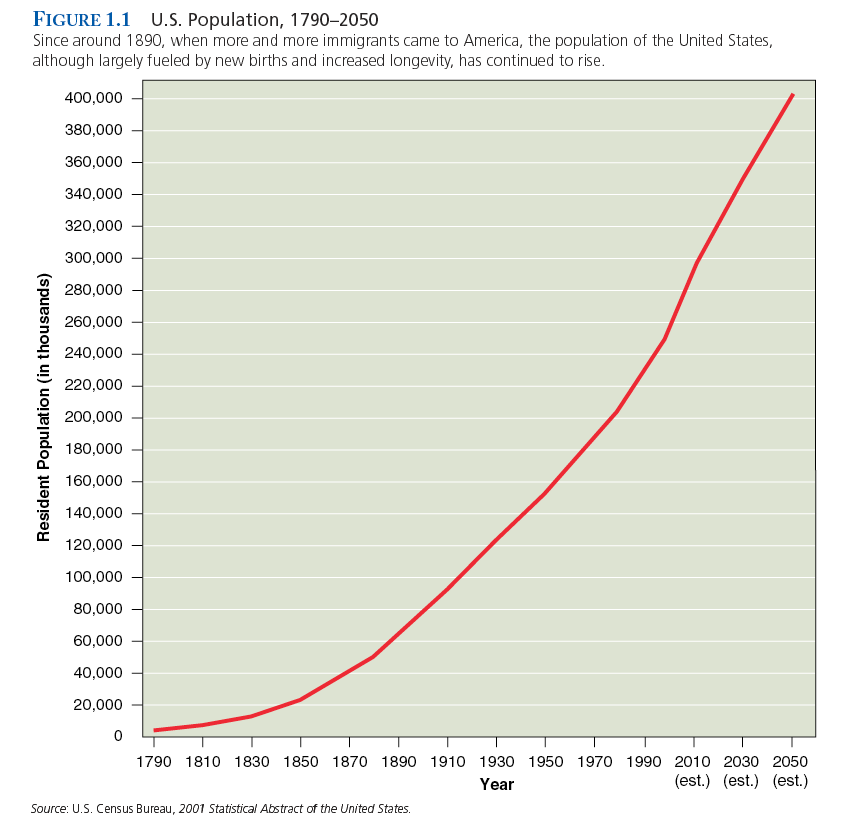 FIGURE 1.1 U.S. Population, 1790–2050
Since around 1890, when more and more immigrants came to America, the population of the United States,
although largely fueled by new births and increased longevity, has continued to rise.
400,000
380,000
360,000
340,000
320,000
300,000
280,000
260,000
240,000
220,000
200,000
180,000
160,000
140,000
120,000
100,000
80,000
60,000
40,000
20,000
0
Resident Population (in thousands)
1790 1810 1830 1850 1870 1890 1910 1930 1950 1970 1990 2010 2030 2050
(est.) (est.) (est.)
Year
Source: U.S. Census Bureau, 2001 Statistical Abstract of the United States.